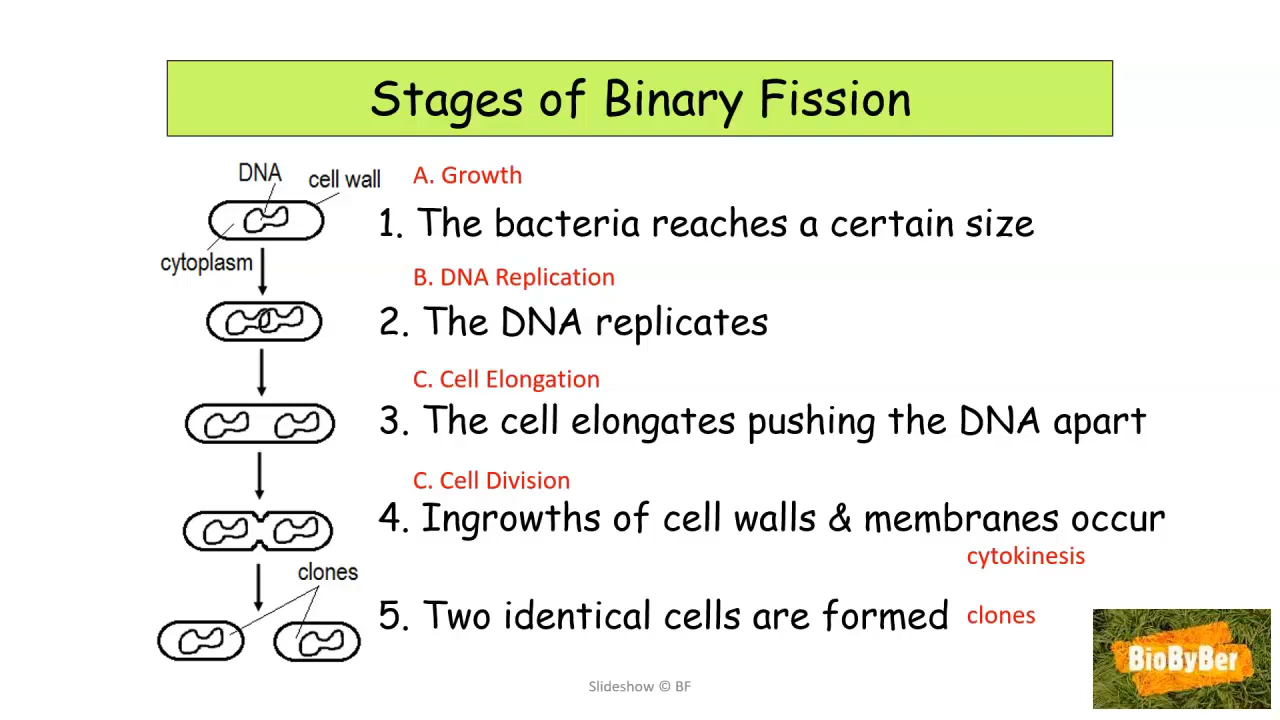 Stages of Binary Fission
DNA
cell wall
cytoplasm
A. Growth
1. The bacteria reaches a certain size
B. DNA Replication
2. The DNA replicates
C. Cell Elongation
3. The cell elongates pushing the DNA apart
C. Cell Division
4. Ingrowths of cell walls & membranes occur
cytokinesis
clones
5. Two identical cells are formed clones
BioByBer
Slideshow © BF